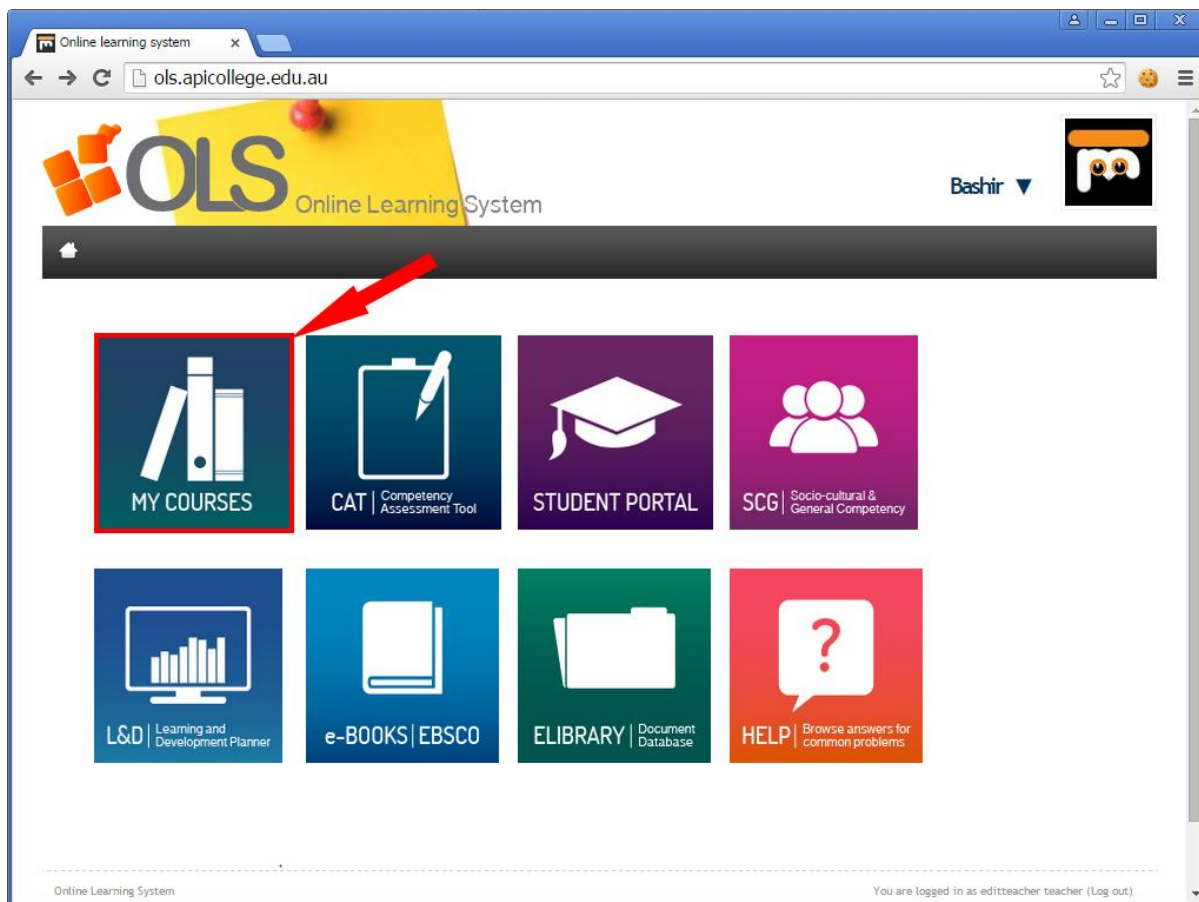 Online learning system
ols.apicollege.edu.au
OLS Online Learning System
Bashir ▼
MY COURSES
CAT | Competency Assessment Tool
STUDENT PORTAL
SCG | Socio-cultural & General Competency
L&D | Learning and Development Planner
e-BOOKS | EBSCO
ELIBRARY | Document Database
?
HELP | Browse answers for common problems
Online Learning System
You are logged in as editteacher teacher (Log out)